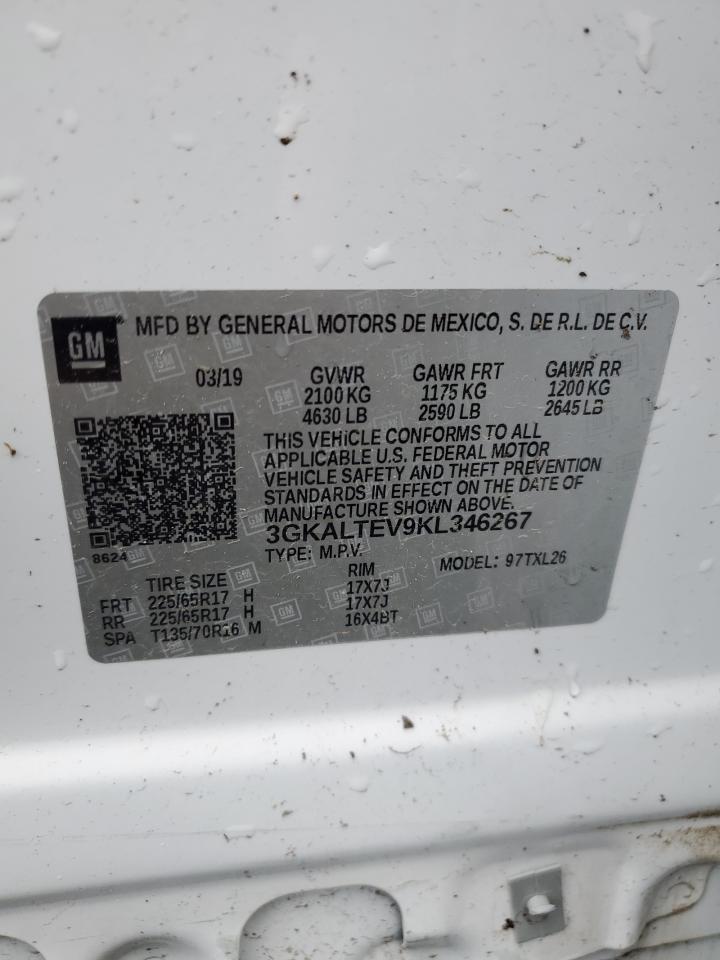 GM MFD BY GENERAL MOTORS DE MEXICO, S. DE R.L. DE C.V.
03/19 GVWR GAWR FRT GAWR RR
2100 KG 1175 KG 1200 KG
4630 LB 2590 LB 2645 LB
THIS VEHICLE CONFORMS TO ALL
APPLICABLE U.S. FEDERAL MOTOR
VEHICLE SAFETY AND THEFT PREVENTION
STANDARDS IN EFFECT ON THE DATE OF
MANUFACTURE SHOWN ABOVE.
3GKALTEV9KL346267
8624 TYPE: M.P.V. MODEL: 97TXL26
TIRE SIZE RIM
FRT 225/65R17 H 17X7J
RR 225/65R17 H 17X7J
SPA T135/70R16 M 16X4BT